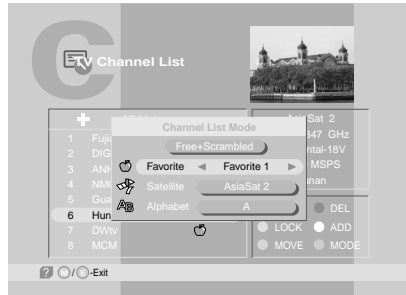 TV Channel List
Channel List Mode
Free+Scrambled
Favorite ◄ Favorite 1 ►
Satellite AsiaSat 2
Alphabet A
Sat 2
347 GHz
ntal-18V
MSPS
unan
1 Fuji
2 DIG
3 ANH
4 NMC
5 Gua
6 Hun
7 DWtv
8 MCM
DEL
LOCK ADD
MOVE MODE
? M / E -Exit